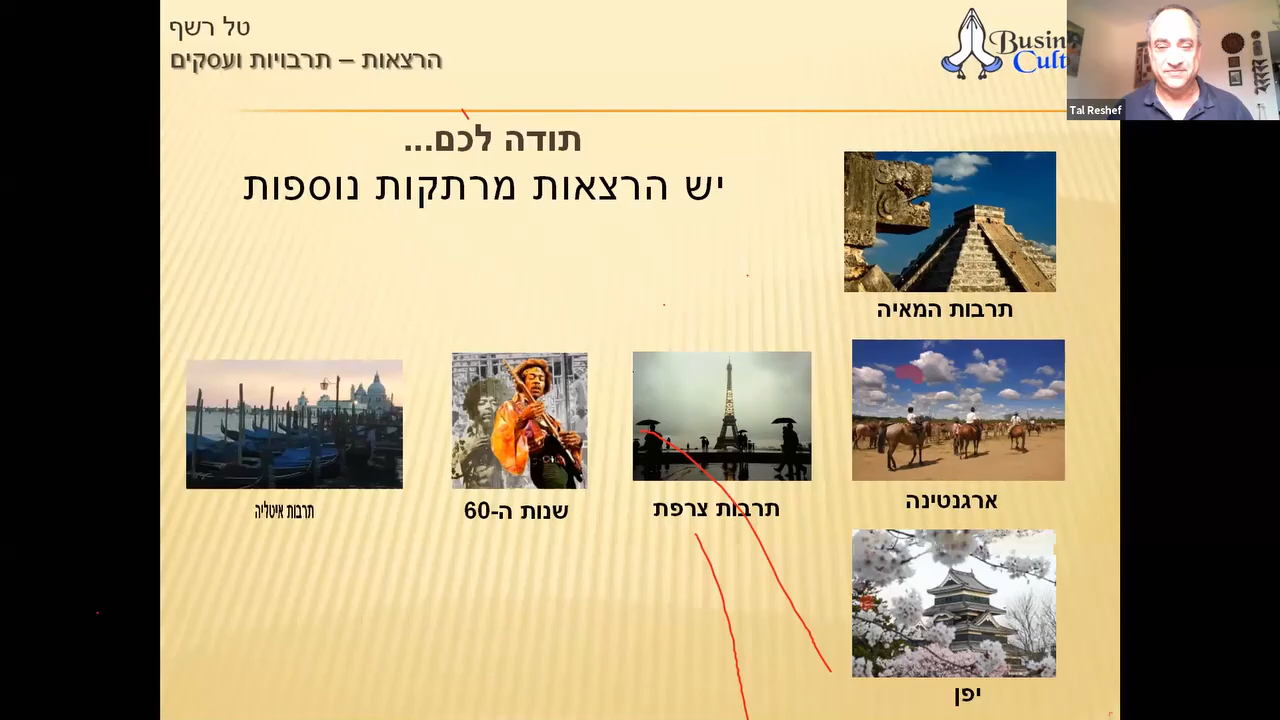 טל רשף
הרצאות – תרבויות ועסקים
Busin
Cult
Tal Reshef
תודה לכם...
יש הרצאות מרתקות נוספות
תרבות המאיה
תרבות איטליה
שנות ה-60
תרבות צרפת
ארגנטינה
יפן